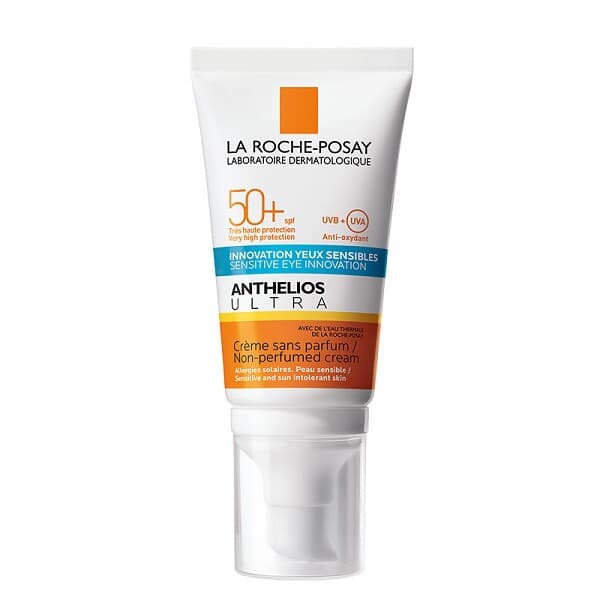 LA ROCHE-POSAY
LABORATOIRE DERMATOLOGIQUE
50+ spf
Très haute protection
Very high protection
UVB + UVA
Anti-oxydant
INNOVATION YEUX SENSIBLES
SENSITIVE EYE INNOVATION
ANTHELIOS
ULTRA
AVEC DE L'EAU THERMALE
DE LA ROCHE-POSAY
Crème sans parfum /
Non-perfumed cream
Allergies solaires. Peau sensible /
Sensitive and sun intolerant skin